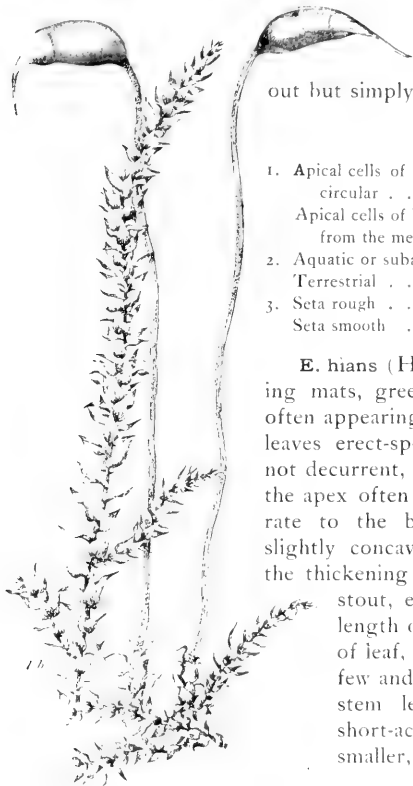 out but simply
1. Apical cells of
circular . .
Apical cells of
from the me
2. Aquatic or suba
Terrestrial . .
3. Seta rough . .
Seta smooth .
E. hians (H
ing mats, gree
often appearing
leaves erect-sp
not decurrent,
the apex often
rate to the b
slightly concav
the thickening
stout, e
length o
of leaf,
few and
stem le
short-ac
smaller,